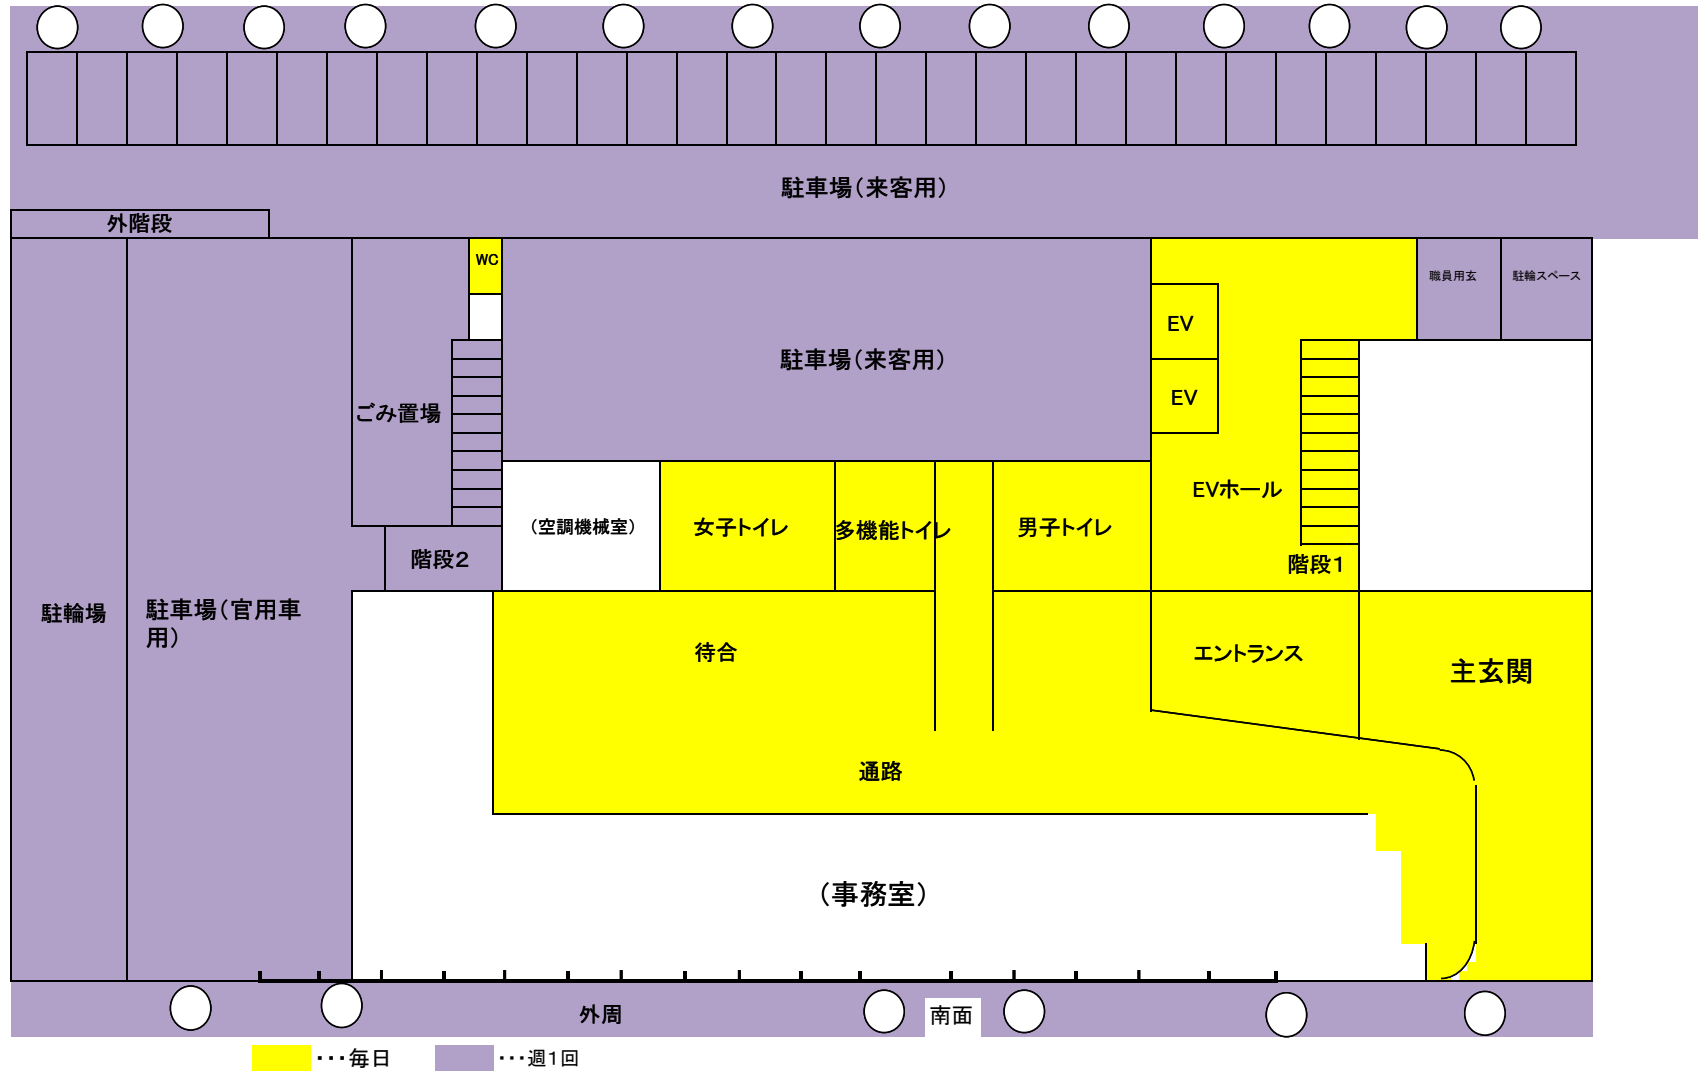 駐車場（来客用）
外階段
WC
職員用玄
駐輪スペース
EV
駐車場（来客用）
EV
ごみ置場
EVホール
（空調機械室）
女子トイレ
多機能トイレ
男子トイレ
階段２
階段１
駐輪場
駐車場（官用車
用）
待合
エントランス
主玄関
通路
（事務室）
外周
南面
・・・毎日
・・・週１回